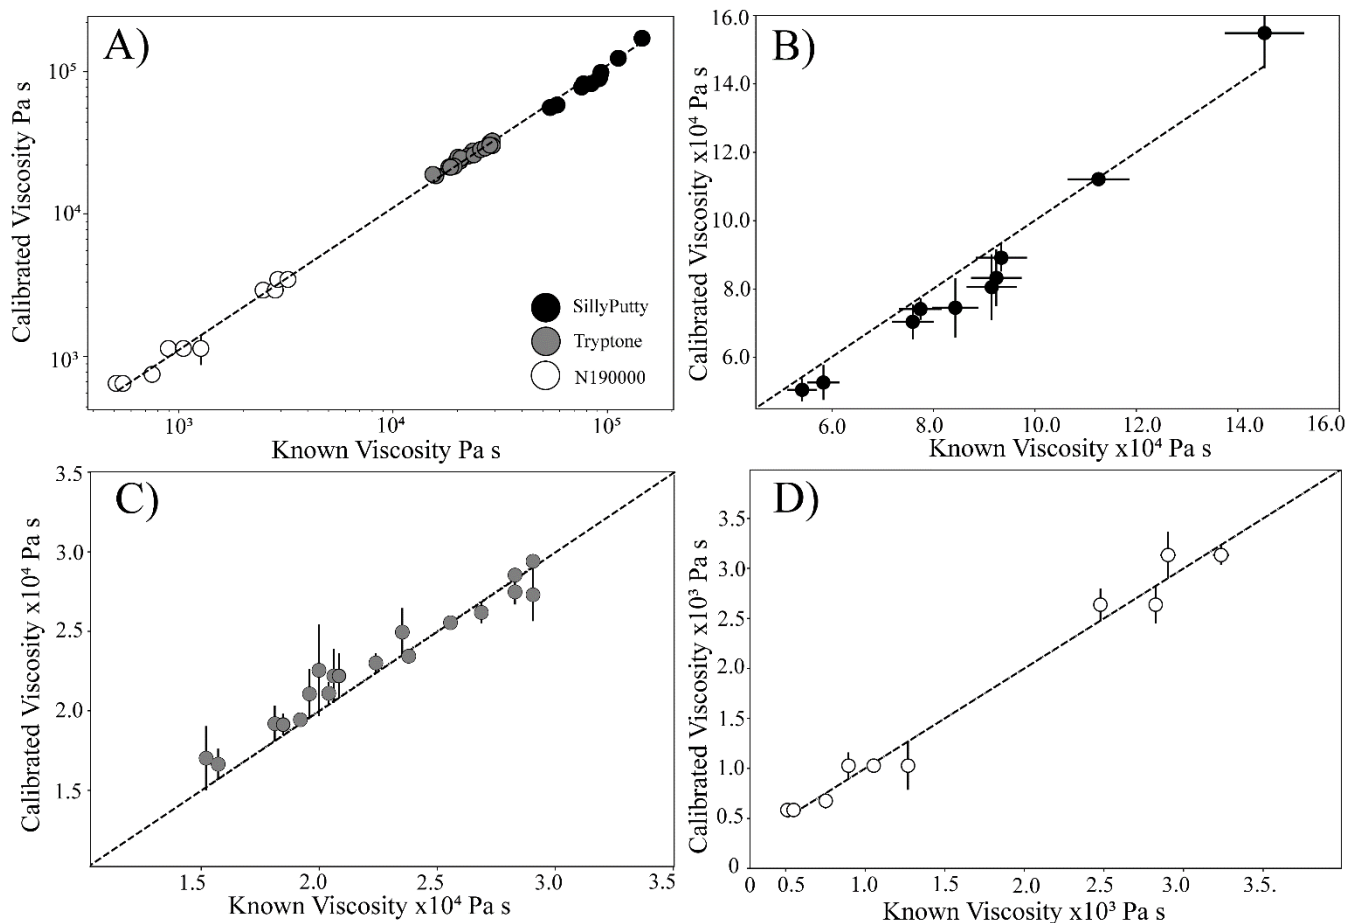 A)
Calibrated Viscosity Pa s
10⁵
10⁴
10³
SillyPutty
Tryptone
N190000
10³ 10⁴ 10⁵
Known Viscosity Pa s
B)
Calibrated Viscosity x10⁴ Pa s
16.0
14.0
12.0
10.0
8.0
6.0
6.0 8.0 10.0 12.0 14.0 16.0
Known Viscosity x10⁴ Pa s
C)
Calibrated Viscosity x10⁴ Pa s
3.5
3.0
2.5
2.0
1.5
1.5 2.0 2.5 3.0 3.5
Known Viscosity x10⁴ Pa s
D)
Calibrated Viscosity x10³ Pa s
3.5
3.0
2.5
2.0
1.5
1.0
0.5
0
0 0.5 1.0 1.5 2.0 2.5 3.0 3.5.
Known Viscosity x10³ Pa s